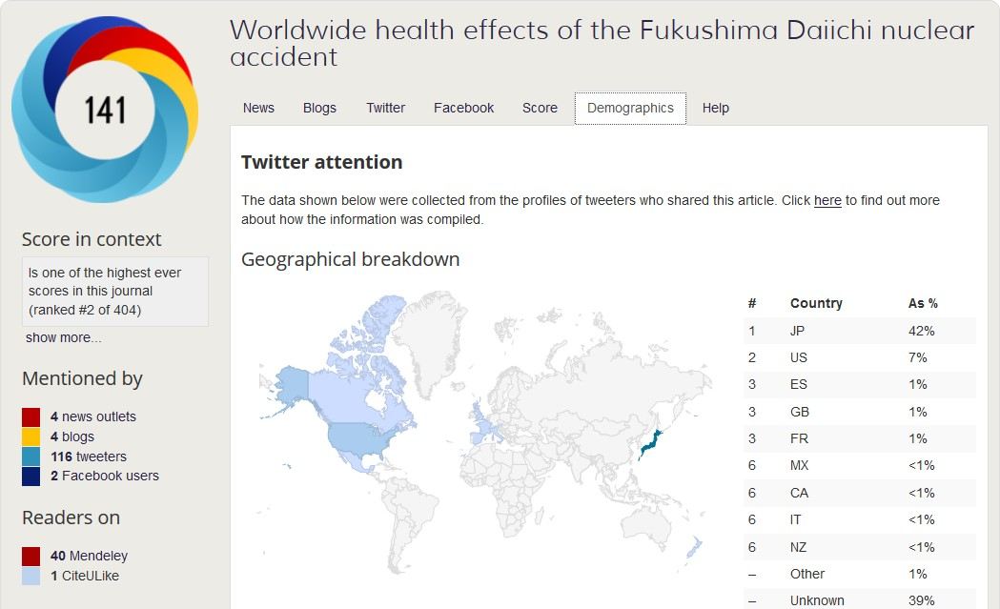 Worldwide health effects of the Fukushima Daiichi nuclear
accident
141
News Blogs Twitter Facebook Score Demographics Help
Twitter attention
The data shown below were collected from the profiles of tweeters who shared this article. Click here to find out more
about how the information was compiled.
Score in context
Is one of the highest ever
scores in this journal
(ranked #2 of 404)
show more...
Mentioned by
4 news outlets
4 blogs
116 tweeters
2 Facebook users
Readers on
40 Mendeley
1 CiteULike
Geographical breakdown
# Country As %
1 JP 42%
2 US 7%
3 ES 1%
3 GB 1%
3 FR 1%
6 MX <1%
6 CA <1%
6 IT <1%
6 NZ <1%
– Other 1%
– Unknown 39%